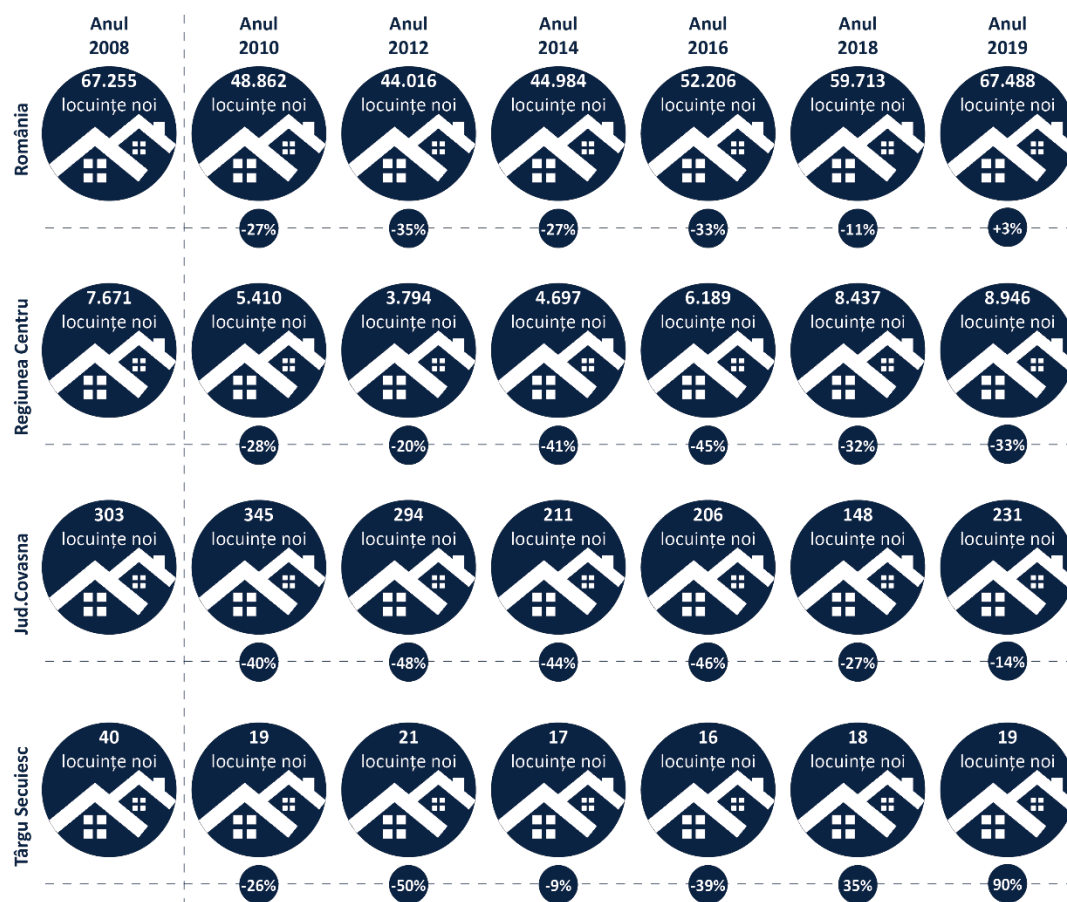 Anul 2008
Anul 2010
Anul 2012
Anul 2014
Anul 2016
Anul 2018
Anul 2019
România
67.255 locuințe noi
48.862 locuințe noi
44.016 locuințe noi
44.984 locuințe noi
52.206 locuințe noi
59.713 locuințe noi
67.488 locuințe noi
-27%
-35%
-27%
-33%
-11%
+3%
Regiunea Centru
7.671 locuințe noi
5.410 locuințe noi
3.794 locuințe noi
4.697 locuințe noi
6.189 locuințe noi
8.437 locuințe noi
8.946 locuințe noi
-28%
-20%
-41%
-45%
-32%
-33%
Jud.Covasna
303 locuințe noi
345 locuințe noi
294 locuințe noi
211 locuințe noi
206 locuințe noi
148 locuințe noi
231 locuințe noi
-40%
-48%
-44%
-46%
-27%
-14%
Târgu Secuiesc
40 locuințe noi
19 locuințe noi
21 locuințe noi
17 locuințe noi
16 locuințe noi
18 locuințe noi
19 locuințe noi
-26%
-50%
-9%
-39%
35%
90%